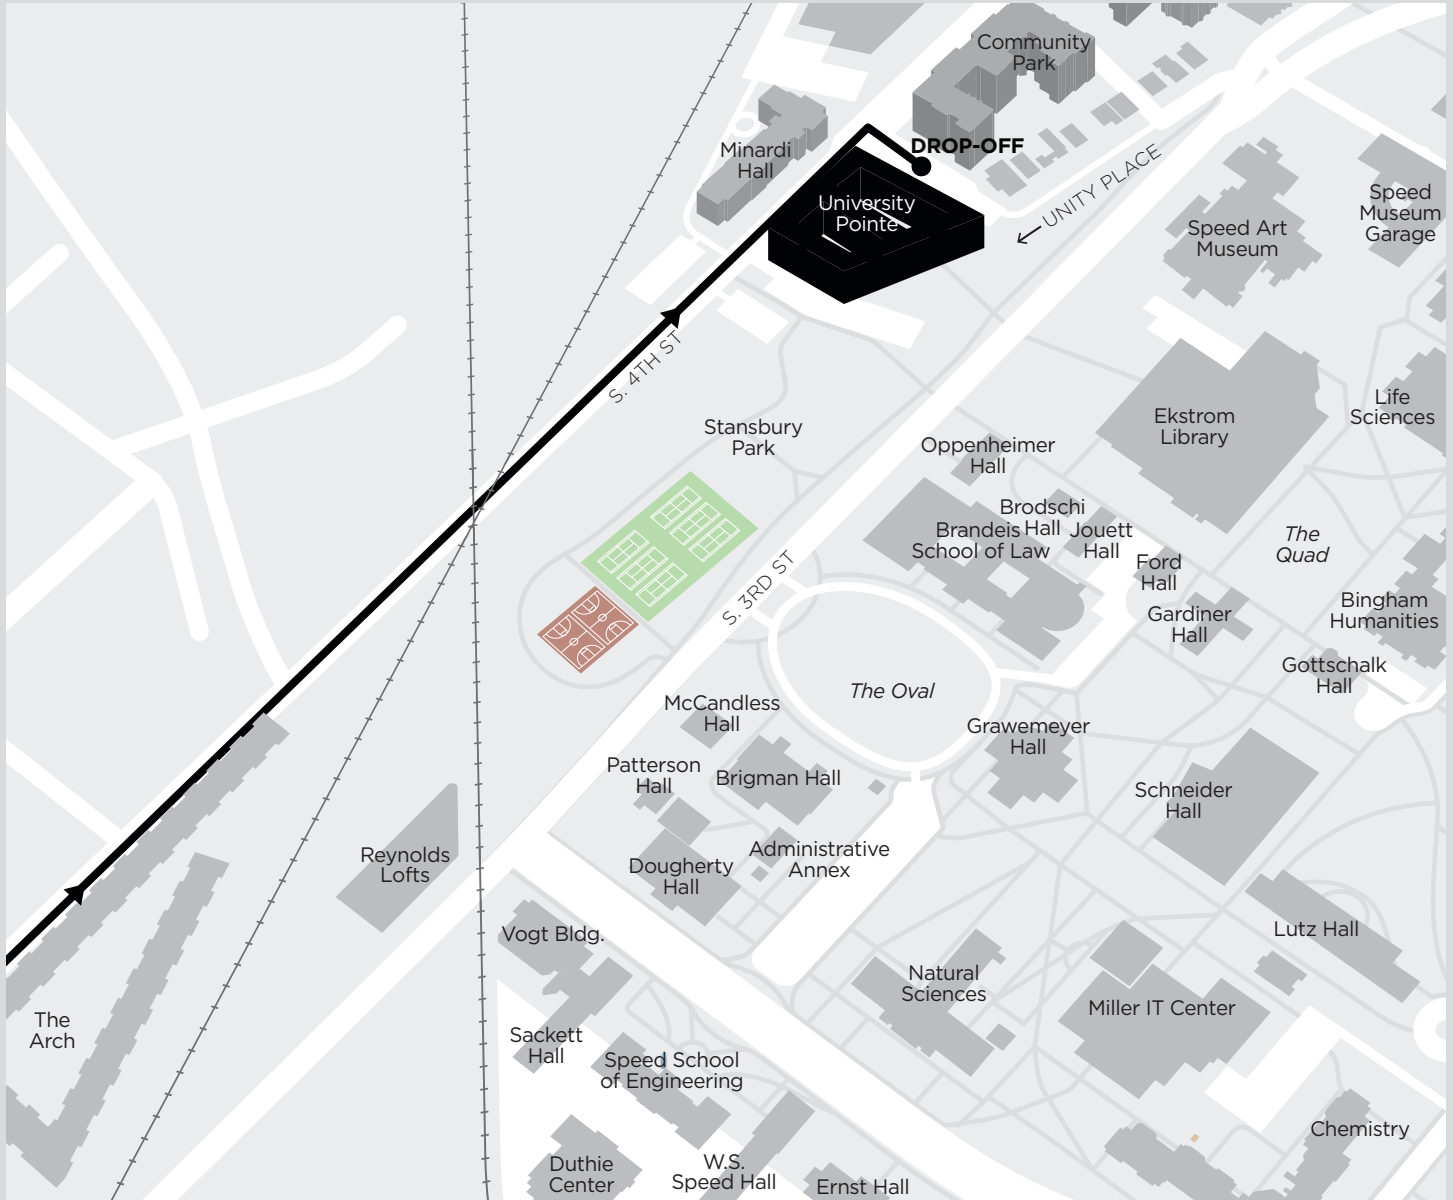 Community
Park
DROP-OFF
Minardi
Hall
← UNITY PLACE
University
Pointe
Speed
Museum
Garage
Speed Art
Museum
S. 4TH ST
Life
Sciences
Ekstrom
Library
Stansbury
Park
Oppenheimer
Hall
Brodschi
Hall
Brandeis
School of Law
Jouett
Hall
The
Quad
Ford
Hall
S. 3RD ST
Gardiner
Hall
Bingham
Humanities
Gottschalk
Hall
The Oval
McCandless
Hall
Grawemeyer
Hall
Patterson
Hall
Brigman Hall
Schneider
Hall
Reynolds
Lofts
Administrative
Annex
Dougherty
Hall
Vogt Bldg.
Lutz Hall
Natural
Sciences
Miller IT Center
The
Arch
Sackett
Hall
Speed School
of Engineering
Chemistry
Duthie
Center
W.S.
Speed Hall
Ernst Hall